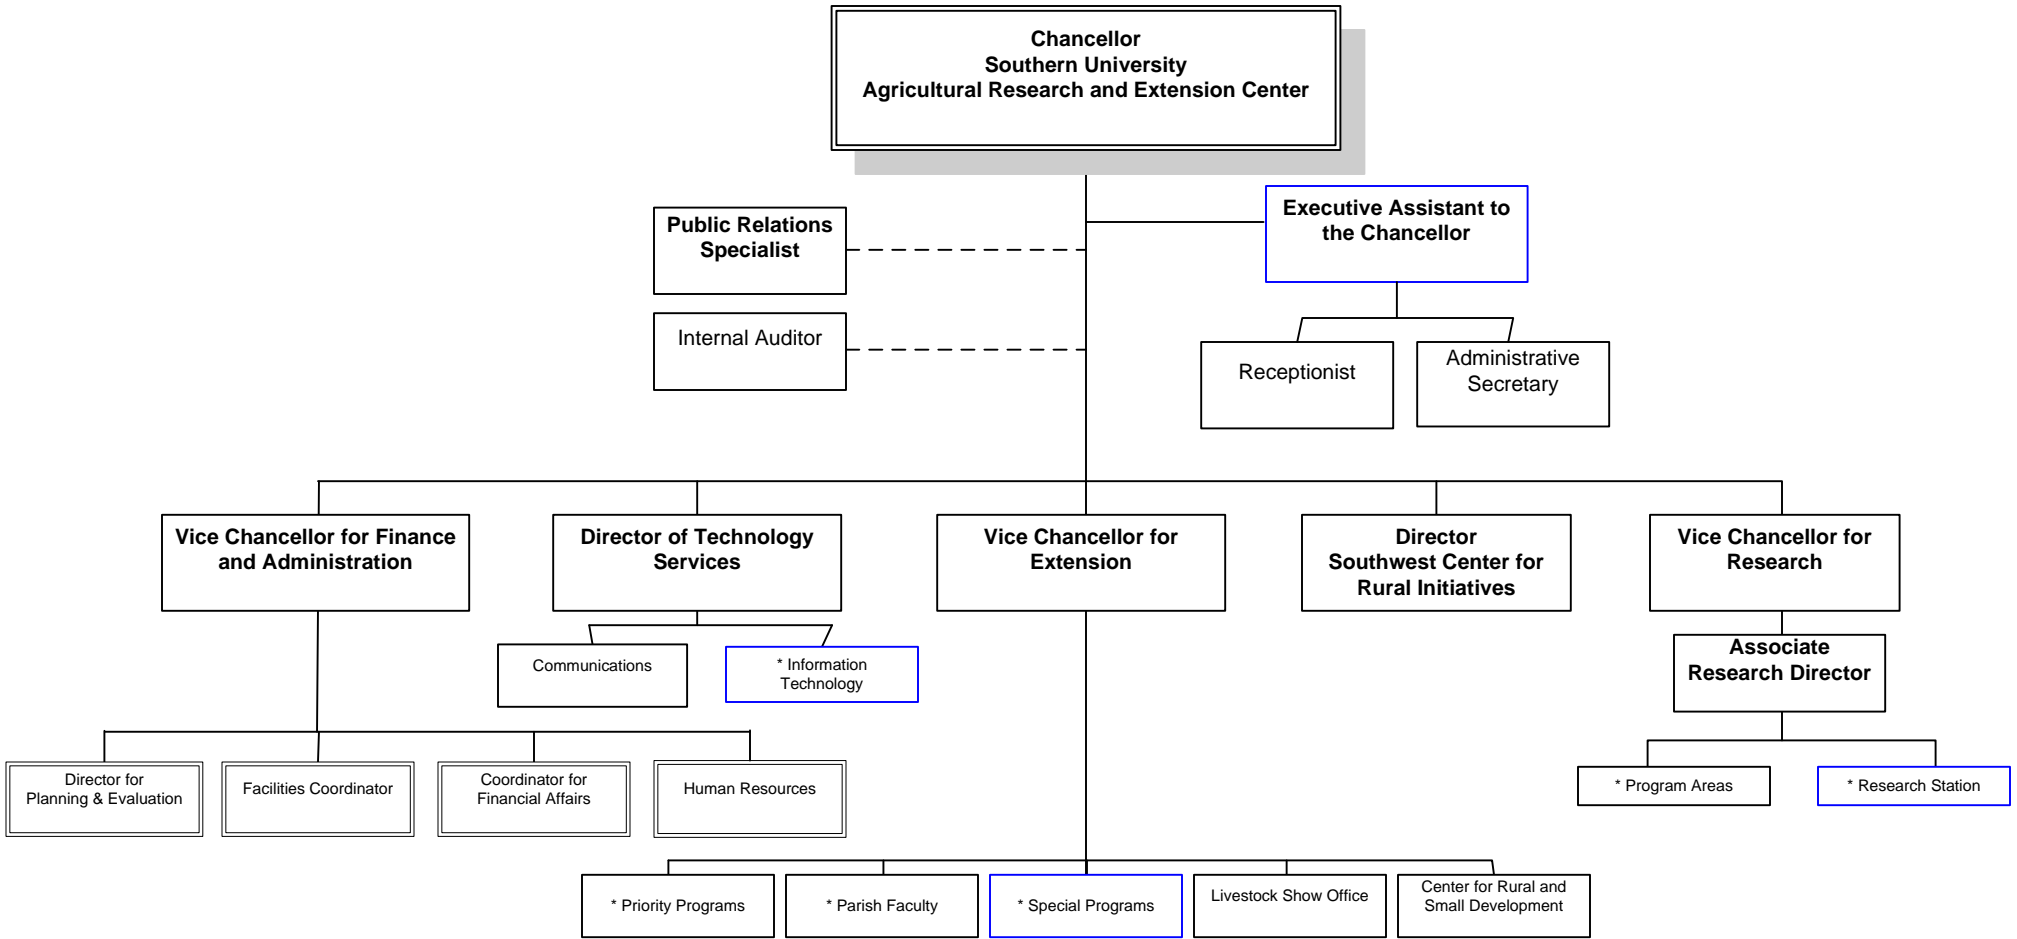 Chancellor
Southern University
Agricultural Research and Extension Center
Public Relations
Specialist
Executive Assistant to
the Chancellor
Internal Auditor
Receptionist
Administrative
Secretary
Vice Chancellor for Finance
and Administration
Director of Technology
Services
Vice Chancellor for
Extension
Director
Southwest Center for
Rural Initiatives
Vice Chancellor for
Research
Communications
* Information
Technology
Associate
Research Director
Director for
Planning & Evaluation
Facilities Coordinator
Coordinator for
Financial Affairs
Human Resources
* Program Areas
* Research Station
* Priority Programs
* Parish Faculty
* Special Programs
Livestock Show Office
Center for Rural and
Small Development